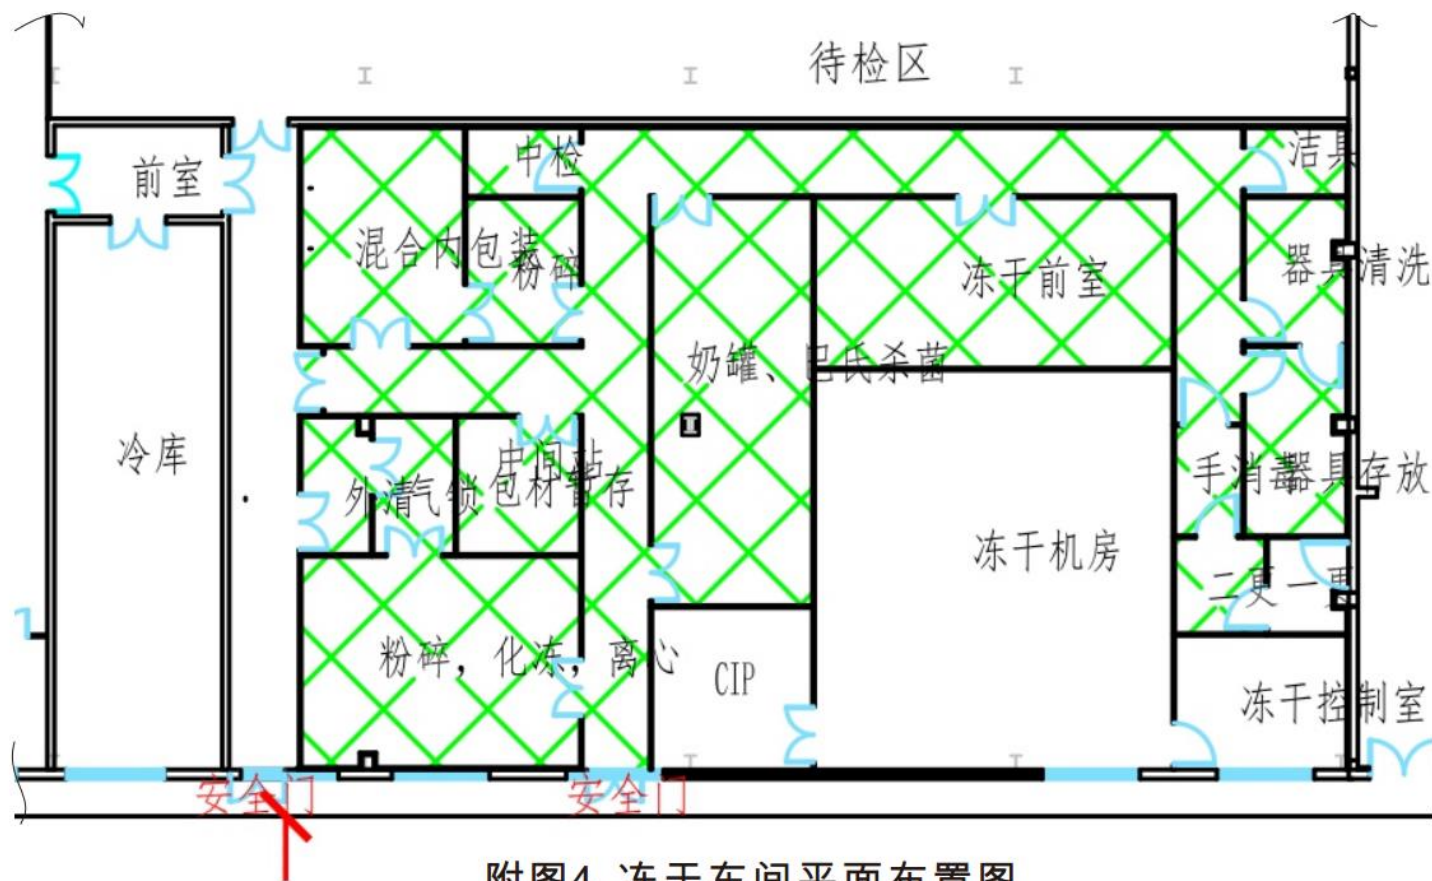 待检区
前室
中检
洁具
混合内包装
粉碎
器具清洗
冻干前室
奶罐、巴氏杀菌
冷库
中间站
外清
气锁
包材暂存
手消毒
器具存放
冻干机房
二更
一更
粉碎，化冻，离心
CIP
冻干控制室
安全门
安全门
附图4 冻干车间平面布置图